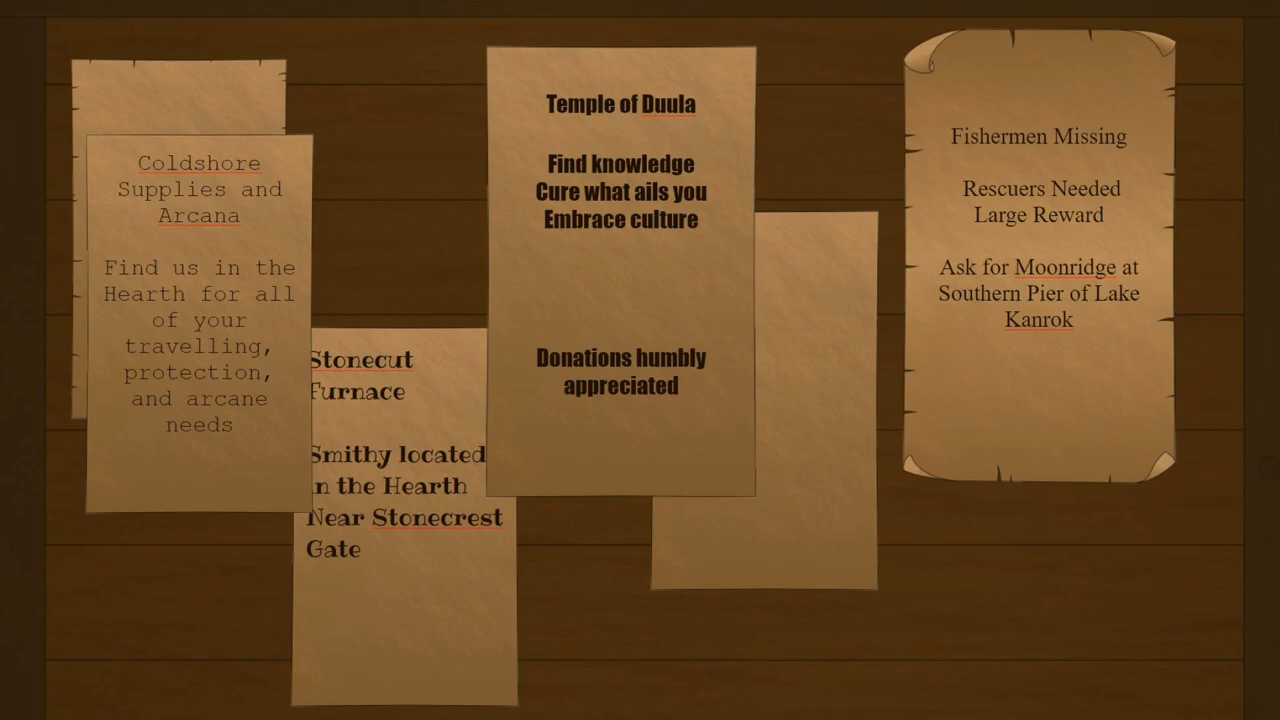 Coldshore
Supplies and
Arcana
Find us in the
Hearth for all
of your
travelling,
protection,
and arcane
needs
Stonecut
Furnace
Smithy located
in the Hearth
Near Stonecrest
Gate
Temple of Duula
Find knowledge
Cure what ails you
Embrace culture
Donations humbly
appreciated
Fishermen Missing
Rescuers Needed
Large Reward
Ask for Moonridge at
Southern Pier of Lake
Kanrok